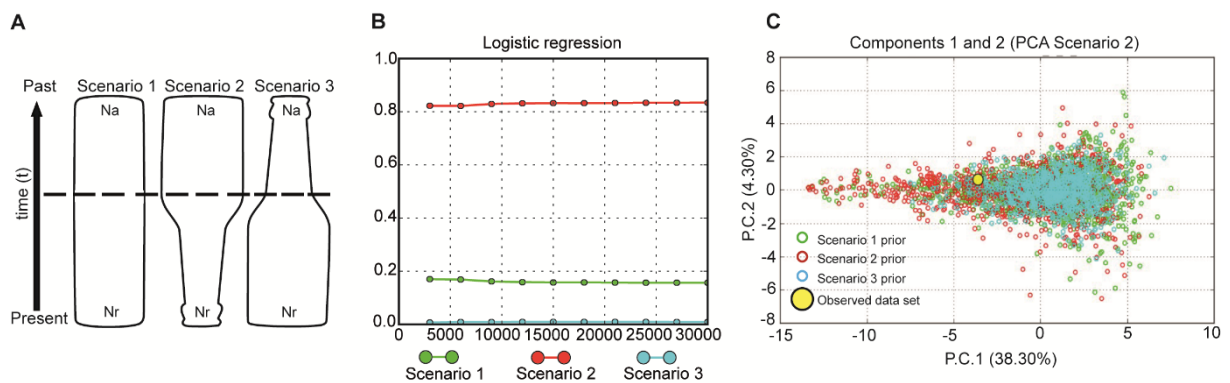 A
Past
Scenario 1 Scenario 2 Scenario 3
Na Na Na
time (t)
Nr Nr Nr
Present
B
Logistic regression
1.0
0.8
0.6
0.4
0.2
0.0
0 5000 10000 15000 20000 25000 30000
Scenario 1 Scenario 2 Scenario 3
C
Components 1 and 2 (PCA Scenario 2)
8
6
4
2
0
-2
-4
-6
-8
P.C.2 (4.30%)
Scenario 1 prior
Scenario 2 prior
Scenario 3 prior
Observed data set
-15 -10 -5 0 5 10
P.C.1 (38.30%)